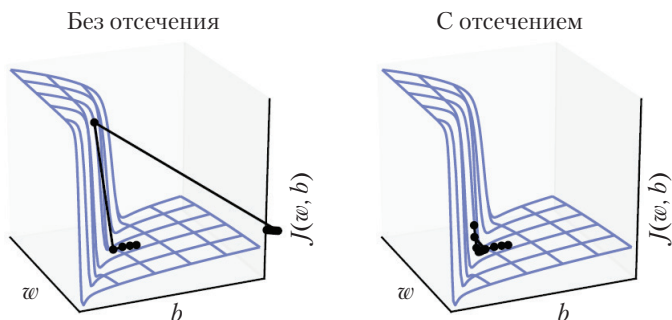 Без отсечения
С отсечением
J(w, b)
J(w, b)
w
b
w
b